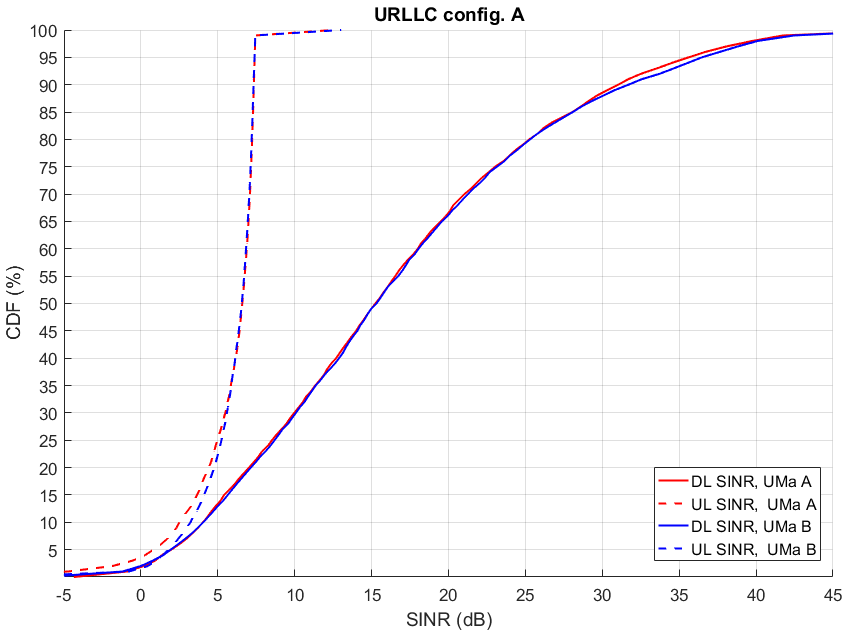 URLLC config. A
100
95
90
85
80
75
70
65
60
55
50
45
40
35
30
25
20
15
10
5
CDF (%)
DL SINR, UMa A
UL SINR,  UMa A
DL SINR, UMa B
UL SINR,  UMa B
-5 0 5 10 15 20 25 30 35 40 45
SINR (dB)